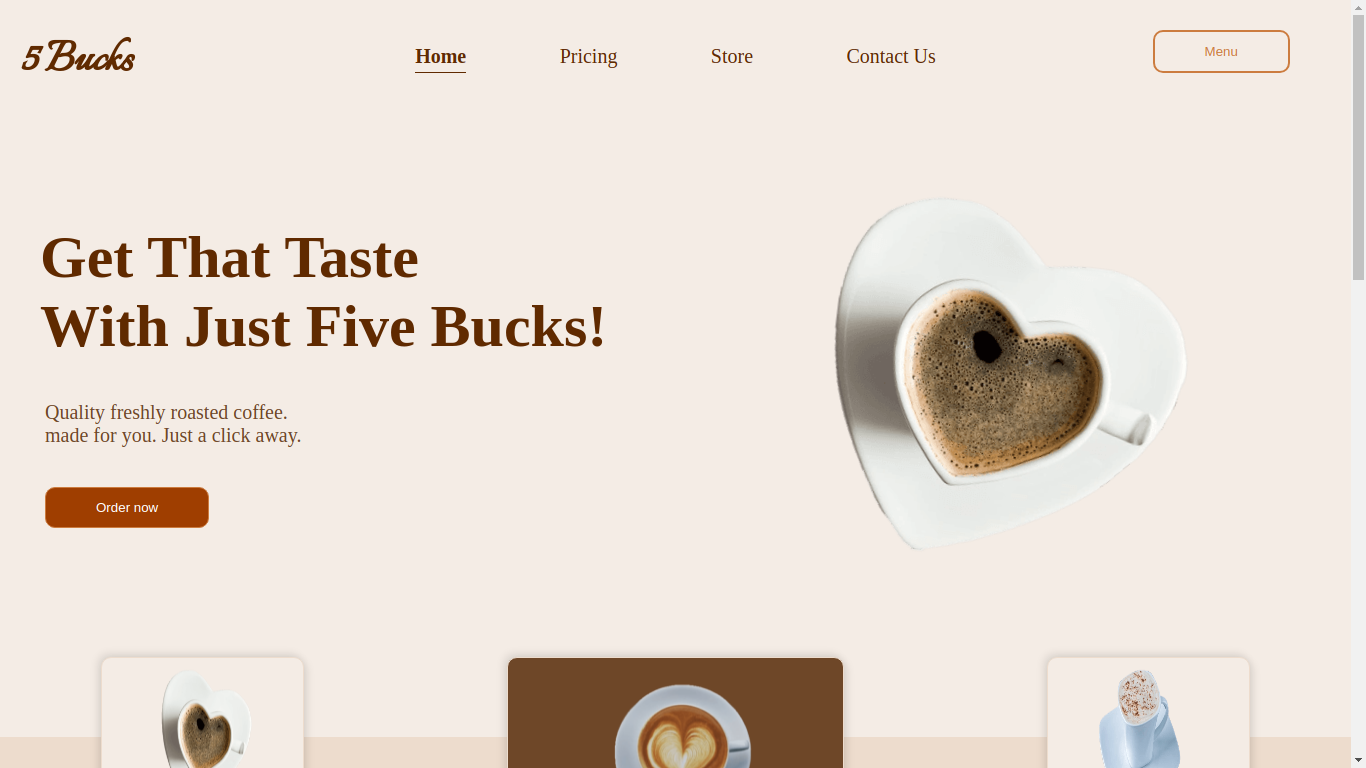 5 Bucks
Home
Pricing
Store
Contact Us
Menu
Get That Taste
With Just Five Bucks!
Quality freshly roasted coffee.
made for you. Just a click away.
Order now